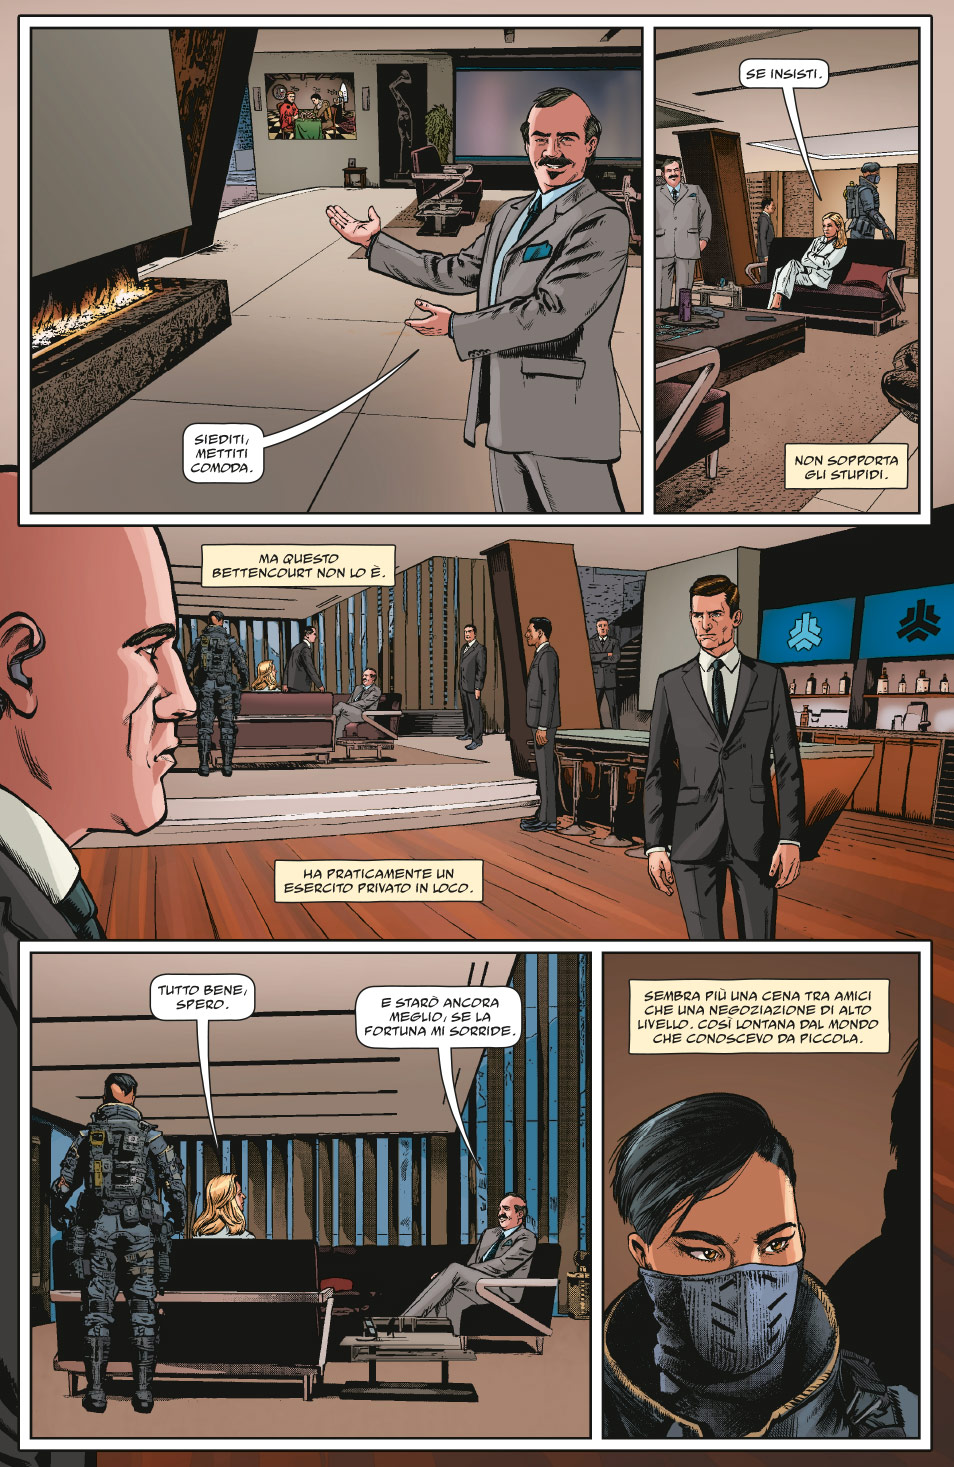 SIEDITI,
METTITI
COMODA.
SE INSISTI.
NON SOPPORTA
GLI STUPIDI.
MA QUESTO
BETTENCOURT NON LO È.
HA PRATICAMENTE UN
ESERCITO PRIVATO IN LOCO.
TUTTO BENE,
SPERO.
E STARÒ ANCORA
MEGLIO, SE LA
FORTUNA MI SORRIDE.
SEMBRA PIÙ UNA CENA TRA AMICI
CHE UNA NEGOZIAZIONE DI ALTO
LIVELLO. COSÌ LONTANA DAL MONDO
CHE CONOSCEVO DA PICCOLA.